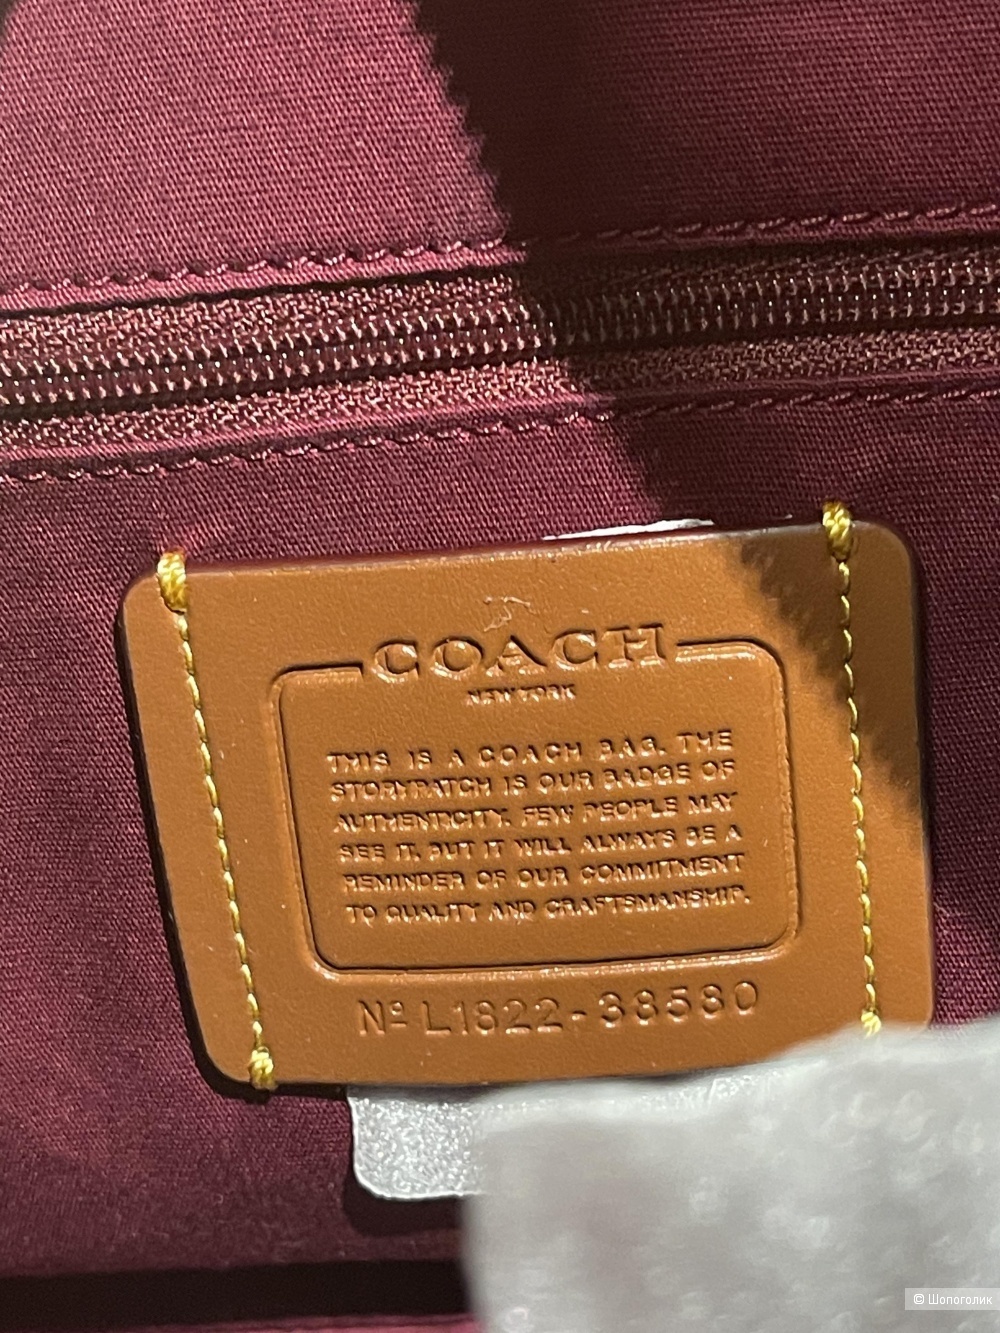 COACH
NEW YORK
THIS IS A COACH BAG. THE
STORYPATCH IS OUR BADGE OF
AUTHENTICITY. FEW PEOPLE MAY
SEE IT, BUT IT WILL ALWAYS BE A
REMINDER OF OUR COMMITMENT
TO QUALITY AND CRAFTSMANSHIP.
Nº L1822-38580
© Шопоголик